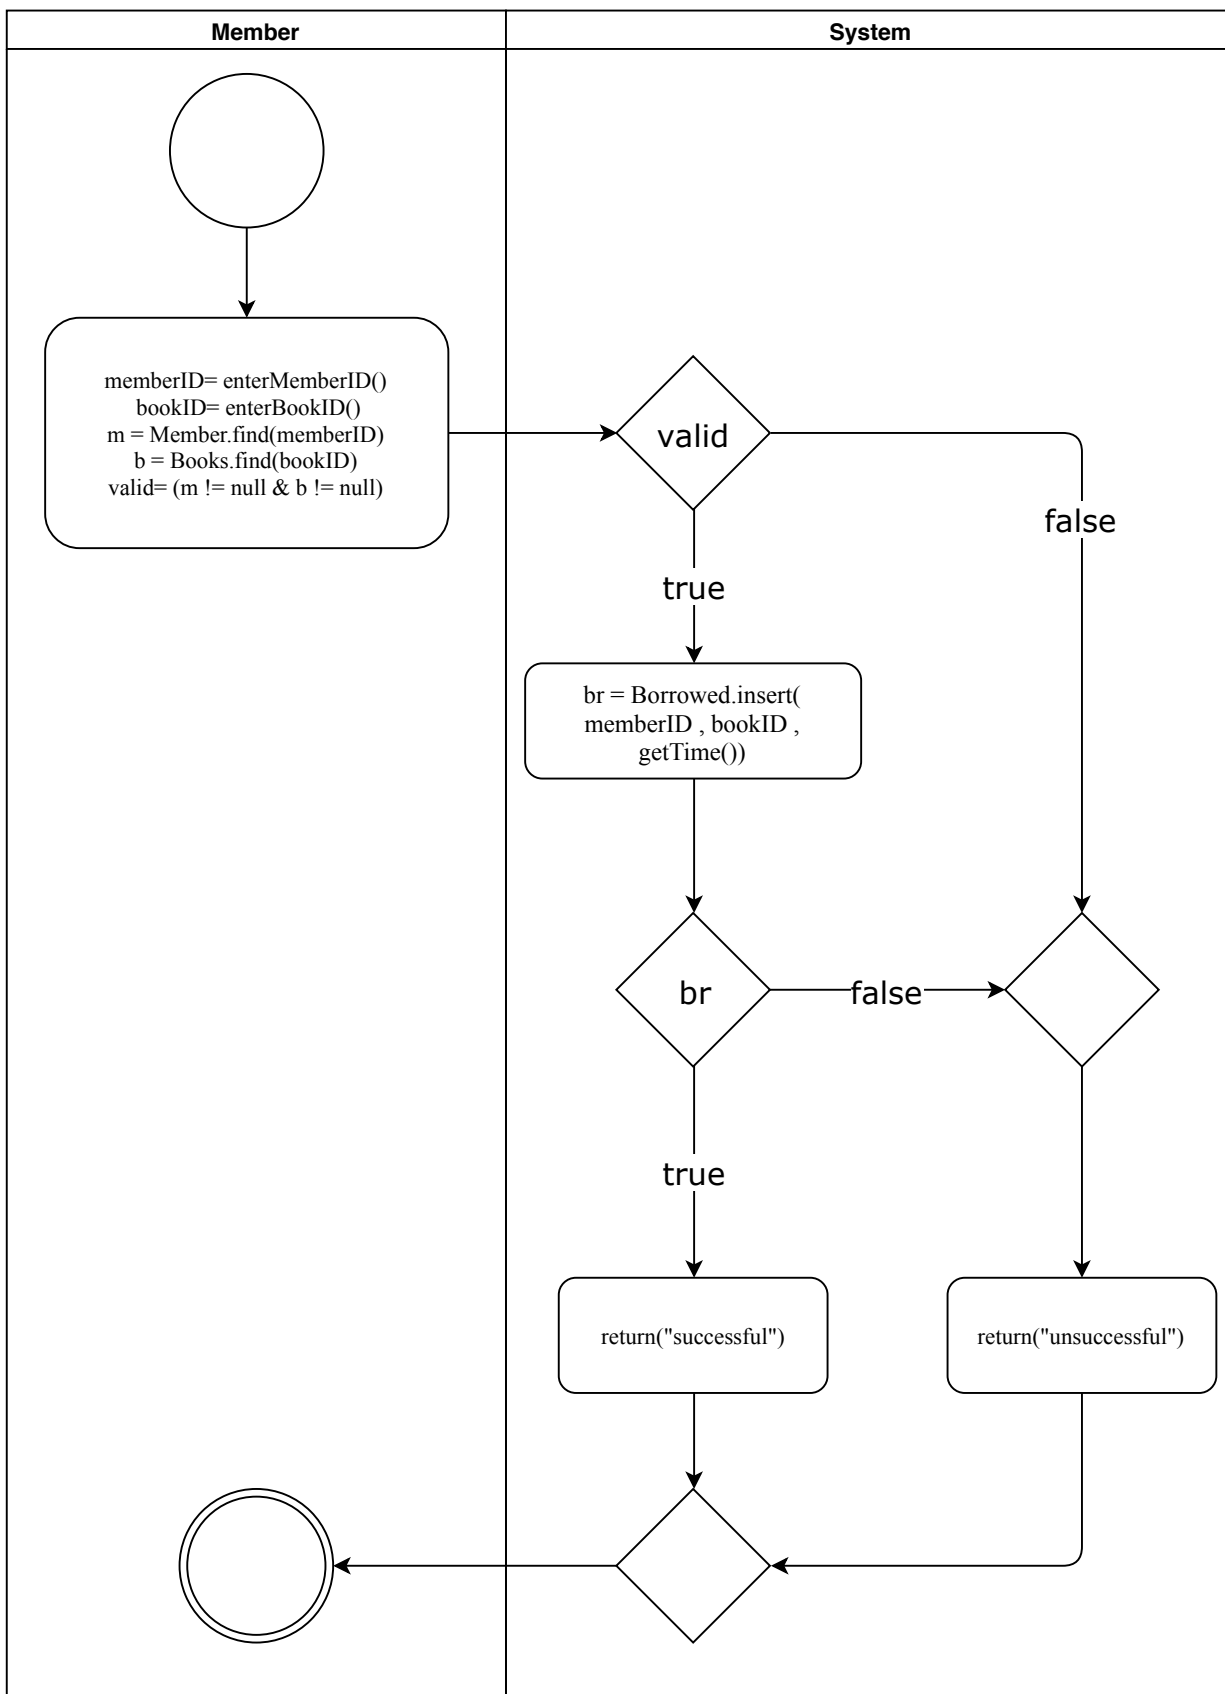 Member
System
memberID= enterMemberID()
bookID= enterBookID()
m = Member.find(memberID)
b = Books.find(bookID)
valid= (m != null & b != null)
valid
false
true
br = Borrowed.insert(
memberID , bookID ,
getTime())
br
false
true
return("successful")
return("unsuccessful")